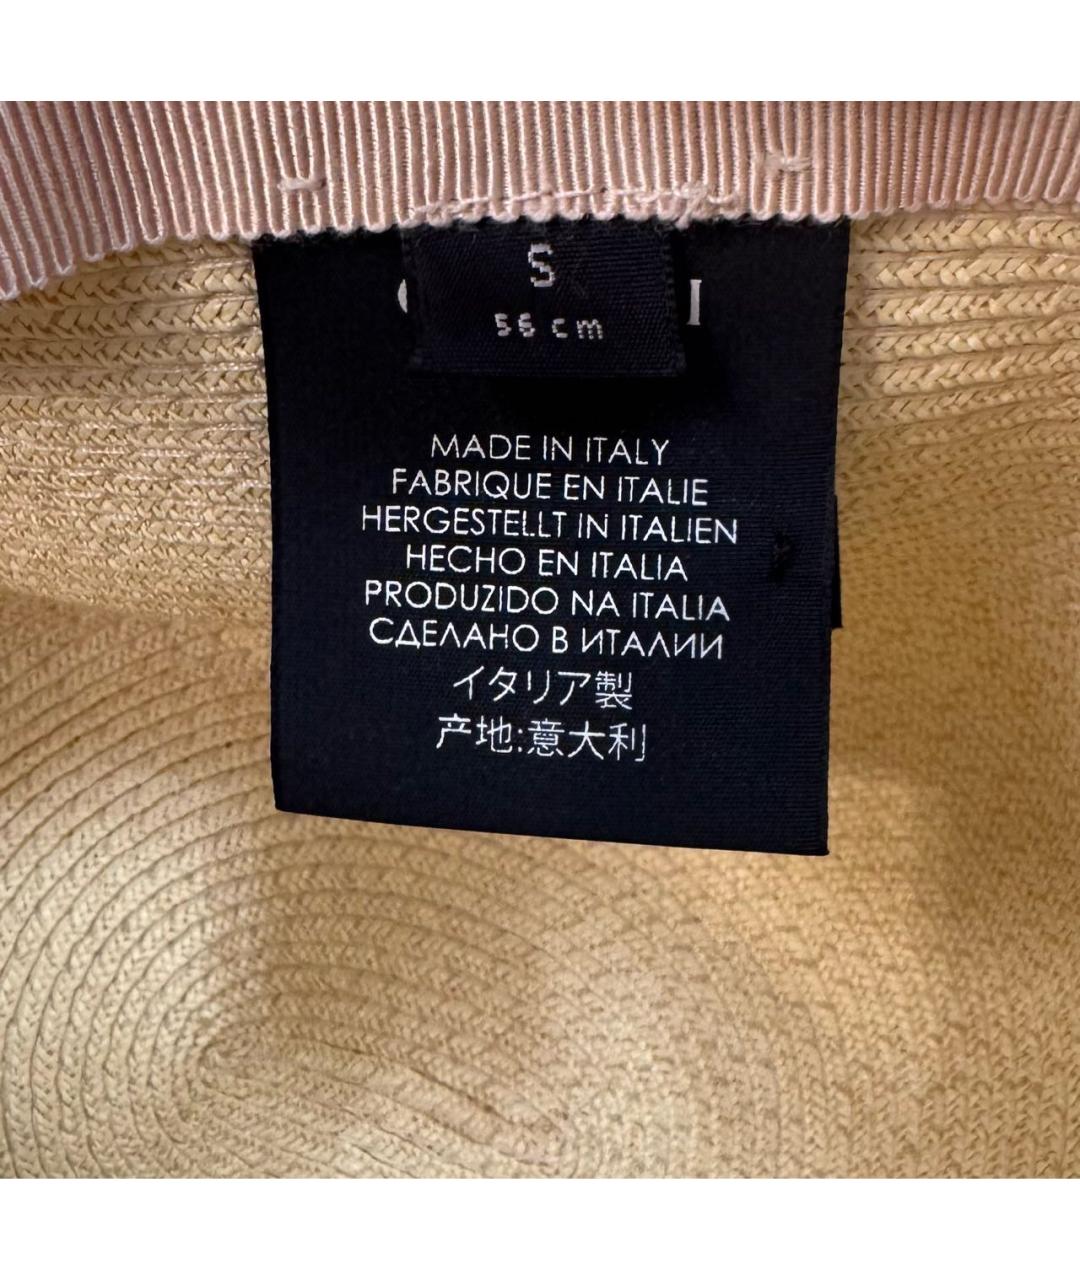 S
56 cm
MADE IN ITALY
FABRIQUE EN ITALIE
HERGESTELLT IN ITALIEN
HECHO EN ITALIA
PRODUZIDO NA ITALIA
СДЕЛАНО В ИТАЛИИ
イタリア製
产地:意大利